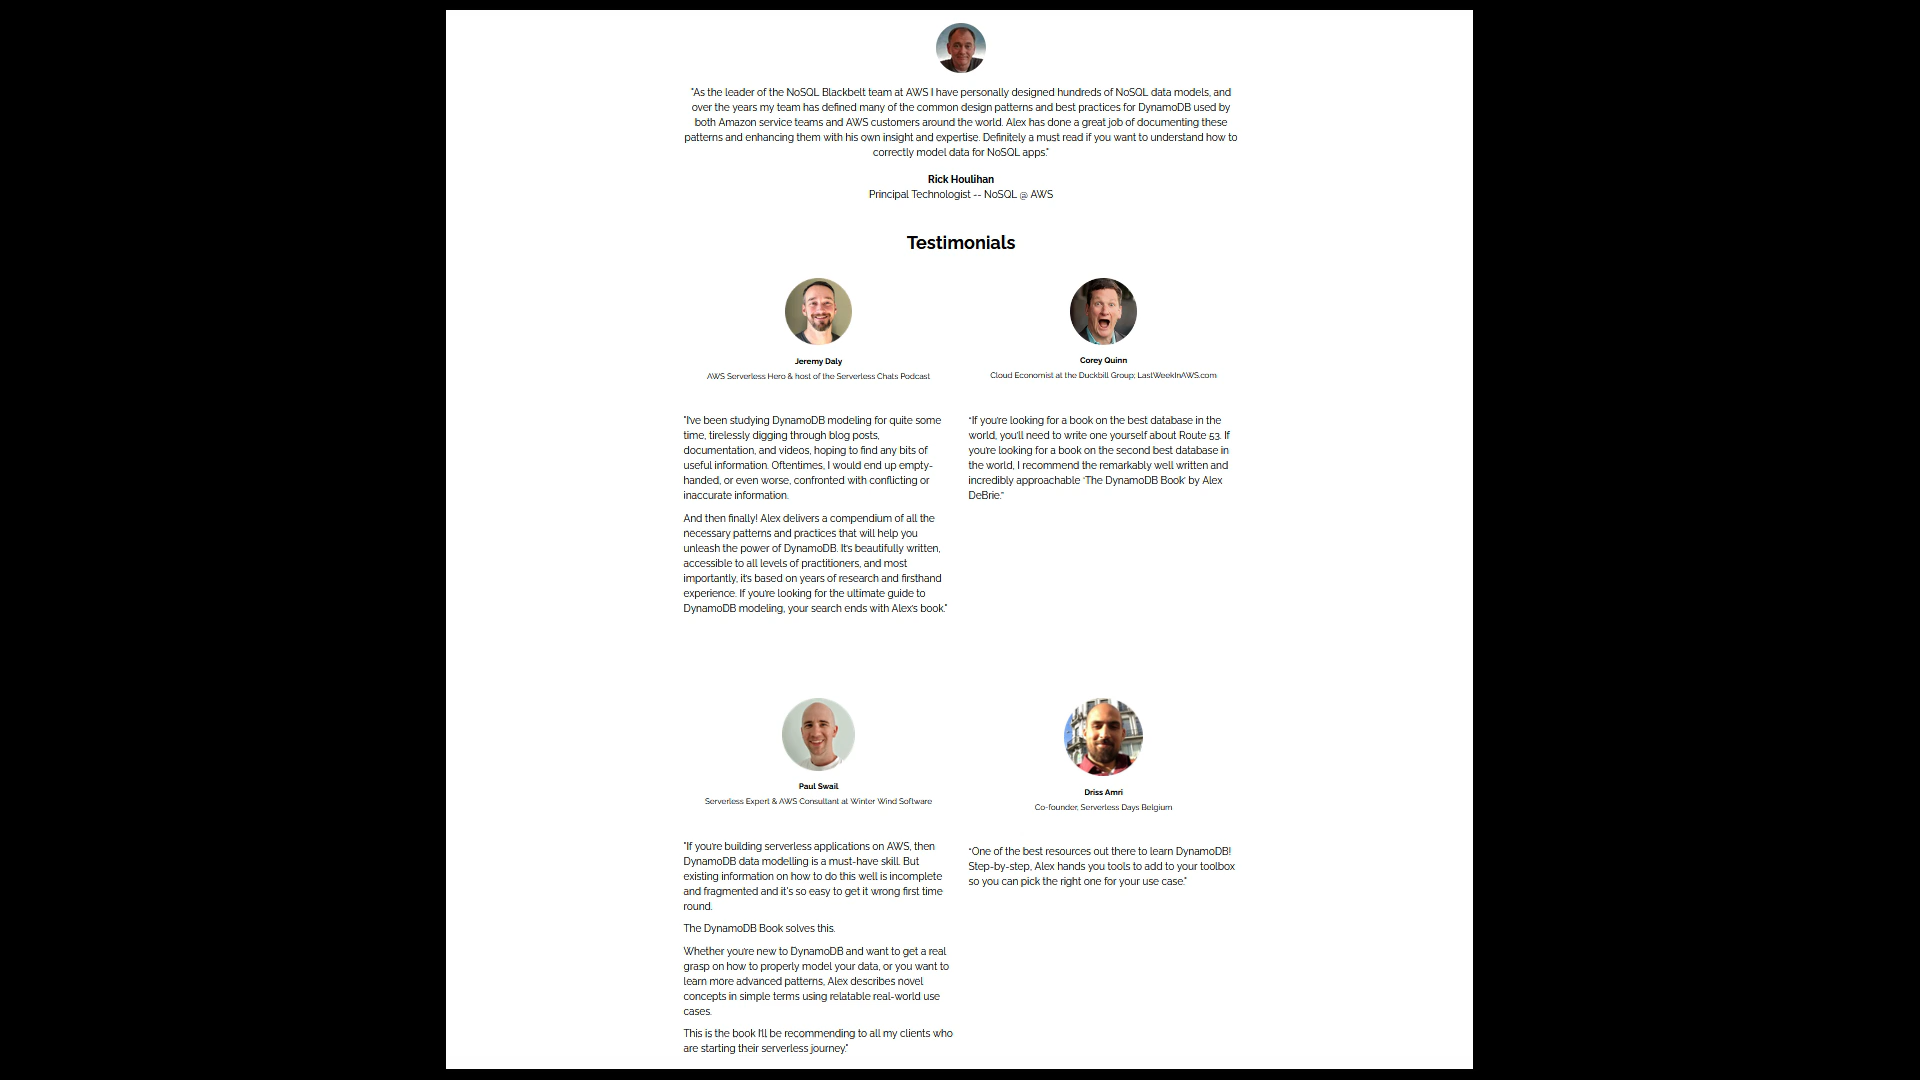 "As the leader of the NoSQL Blackbelt team at AWS I have personally designed hundreds of NoSQL data models, and
over the years my team has defined many of the common design patterns and best practices for DynamoDB used by
both Amazon service teams and AWS customers around the world. Alex has done a great job of documenting these
patterns and enhancing them with his own insight and expertise. Definitely a must read if you want to understand how to
correctly model data for NoSQL apps."
Rick Houlihan
Principal Technologist -- NoSQL @ AWS
Testimonials
Jeremy Daly
AWS Serverless Hero & host of the Serverless Chats Podcast
"I've been studying DynamoDB modeling for quite some
time, tirelessly digging through blog posts,
documentation, and videos, hoping to find any bits of
useful information. Oftentimes, I would end up empty-
handed, or even worse, confronted with conflicting or
inaccurate information.
And then finally! Alex delivers a compendium of all the
necessary patterns and practices that will help you
unleash the power of DynamoDB. It's beautifully written,
accessible to all levels of practitioners, and most
importantly, it's based on years of research and firsthand
experience. If you're looking for the ultimate guide to
DynamoDB modeling, your search ends with Alex's book."
Corey Quinn
Cloud Economist at the Duckbill Group; LastWeekInAWS.com
"If you're looking for a book on the best database in the
world, you'll need to write one yourself about Route 53. If
you're looking for a book on the second best database in
the world, I recommend the remarkably well written and
incredibly approachable 'The DynamoDB Book' by Alex
DeBrie."
Paul Swail
Serverless Expert & AWS Consultant at Winter Wind Software
"If you're building serverless applications on AWS, then
DynamoDB data modelling is a must-have skill. But
existing information on how to do this well is incomplete
and fragmented and it's so easy to get it wrong first time
round.
The DynamoDB Book solves this.
Whether you're new to DynamoDB and want to get a real
grasp on how to properly model your data, or you want to
learn more advanced patterns, Alex describes novel
concepts in simple terms using relatable real-world use
cases.
This is the book I'll be recommending to all my clients who
are starting their serverless journey."
Driss Amri
Co-founder, Serverless Days Belgium
"One of the best resources out there to learn DynamoDB!
Step-by-step, Alex hands you tools to add to your toolbox
so you can pick the right one for your use case."